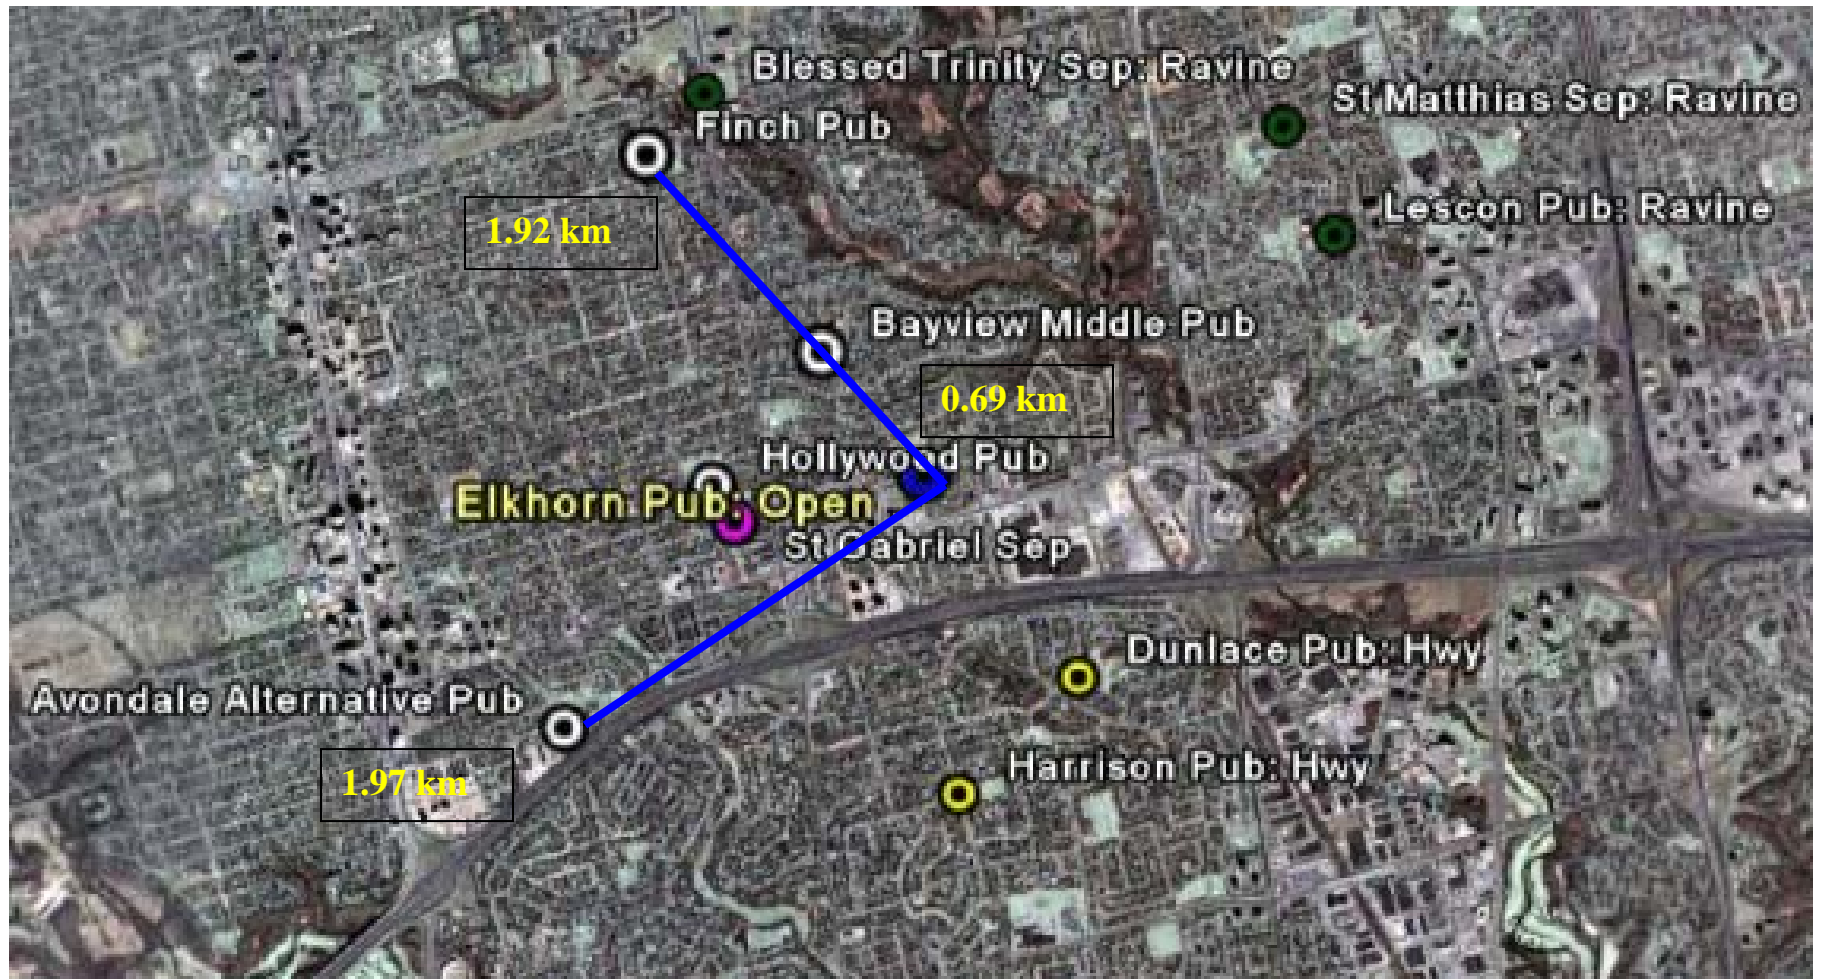 Blessed Trinity Sep: Ravine
St Matthias Sep: Ravine
Finch Pub
Lescon Pub: Ravine
1.92 km
Bayview Middle Pub
0.69 km
Hollywood Pub
Elkhorn Pub: Open
St Gabriel Sep
Dunlace Pub: Hwy
Avondale Alternative Pub
Harrison Pub: Hwy
1.97 km